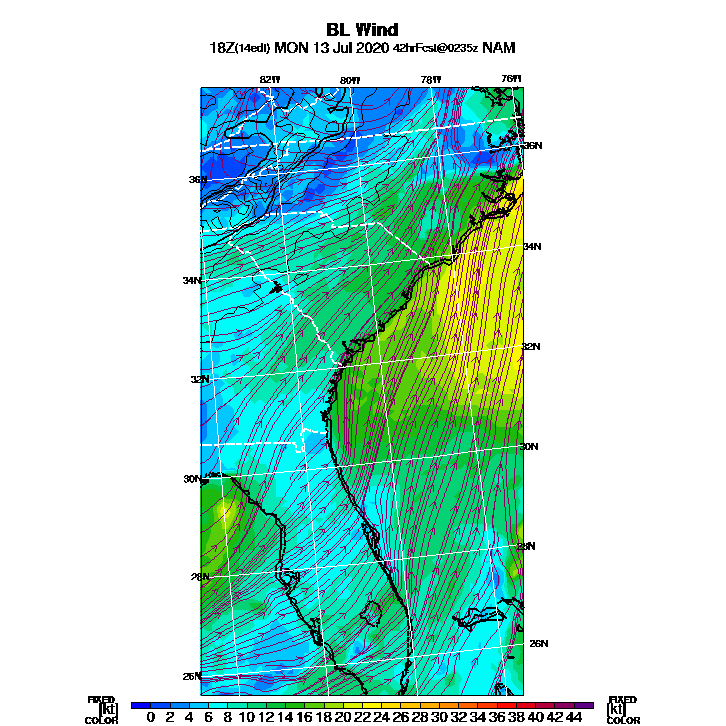 BL Wind
18Z(14edt) MON 13 Jul 2020 42hrFcst@0235z NAM
82W 80W 78W 76W
36N
36N
34N
34N
32N
32N
30N
30N
28N
28N
26N
26N
FIXED FIXED
[kt] 0 2 4 6 8 10 12 14 16 18 20 22 24 26 28 30 32 34 36 38 40 42 44 [kt]
COLOR COLOR